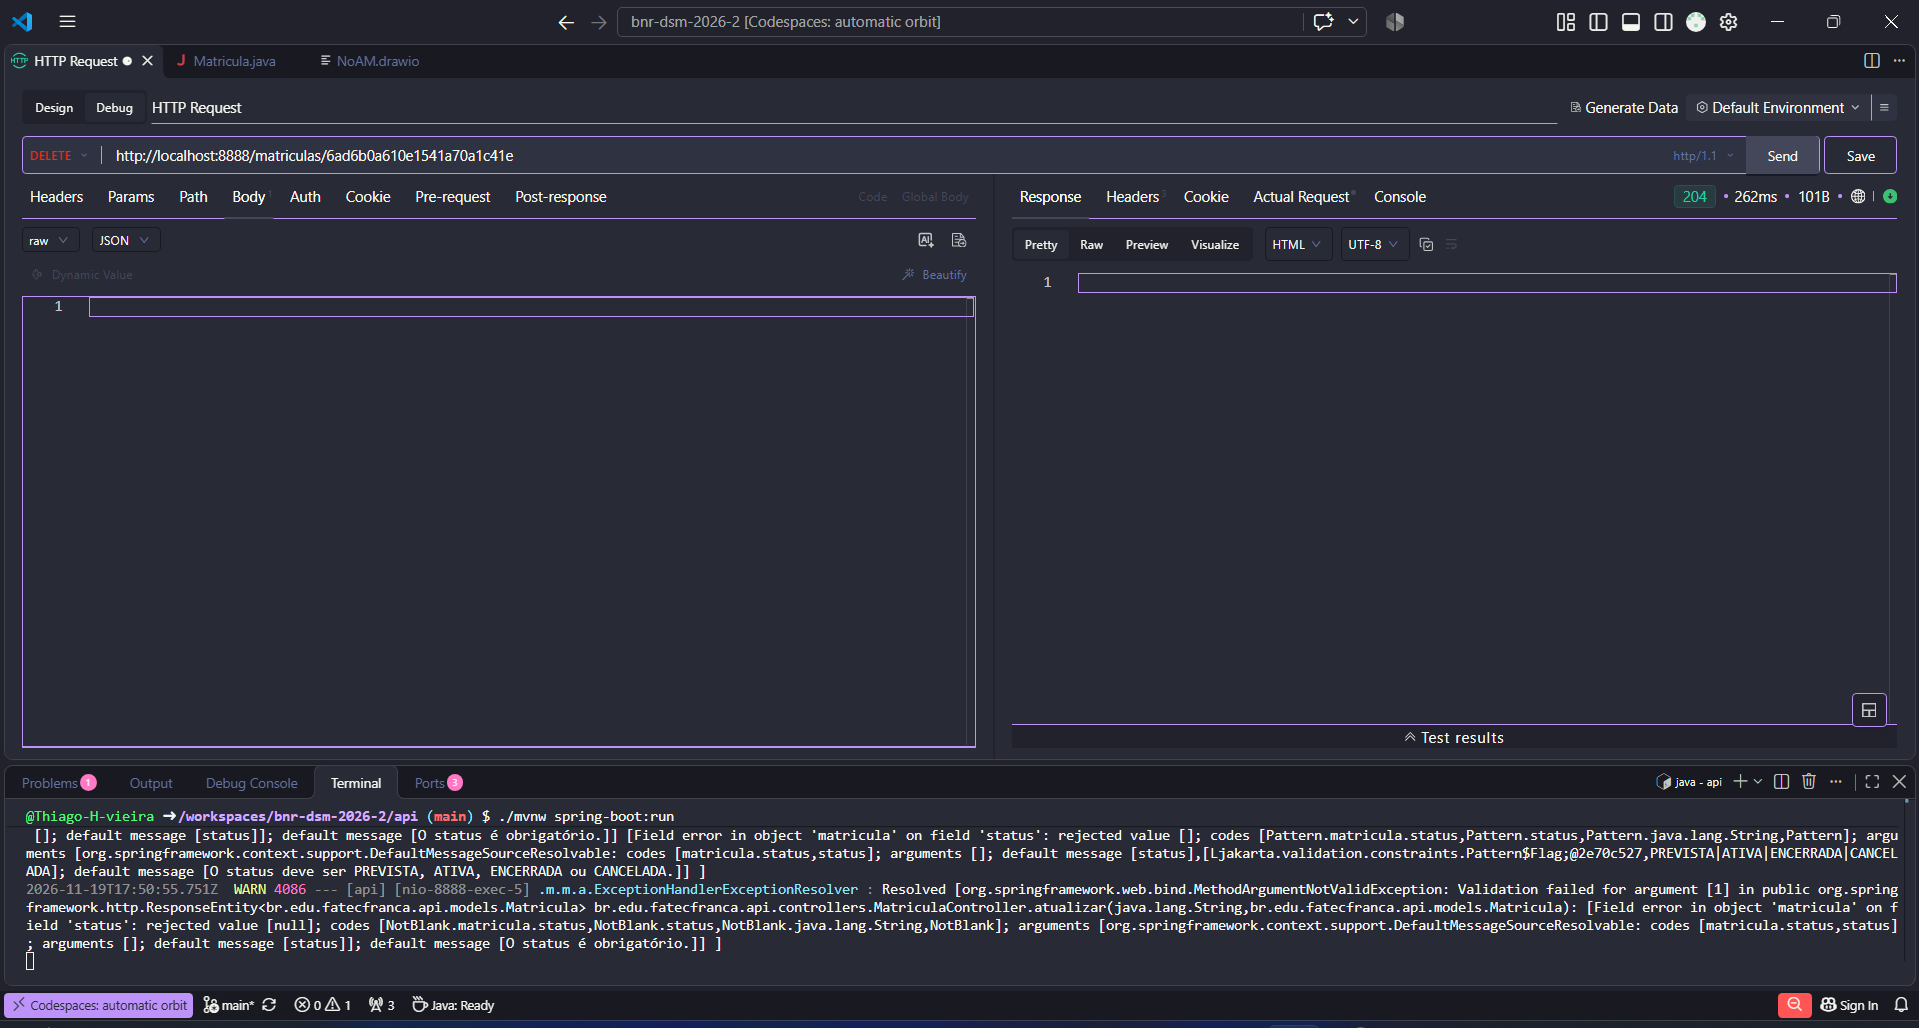 bnr-dsm-2026-2 [Codespaces: automatic orbit]
HTTP Request
Matricula.java
NoAM.drawio
Design Debug HTTP Request
Generate Data Default Environment
DELETE http://localhost:8888/matriculas/6ad6b0a610e1541a70a1c41e http/1.1 Send Save
Headers Params Path Body 1 Auth Cookie Pre-request Post-response Code Global Body
Response Headers 3 Cookie Actual Request Console 204 • 262ms • 101B •
raw JSON
Pretty Raw Preview Visualize HTML UTF-8
Dynamic Value Beautify
1
1
Test results
Problems 1 Output Debug Console Terminal Ports 3
java - api
@Thiago-H-vieira ➜/workspaces/bnr-dsm-2026-2/api (main) $ ./mvnw spring-boot:run
[]; default message [status]]; default message [O status é obrigatório.]] [Field error in object 'matricula' on field 'status': rejected value []; codes [Pattern.matricula.status,Pattern.status,Pattern.java.lang.String,Pattern]; argu
ments [org.springframework.context.support.DefaultMessageSourceResolvable: codes [matricula.status,status]; arguments []; default message [status],[Ljakarta.validation.constraints.Pattern$Flag;@2e70c527,PREVISTA|ATIVA|ENCERRADA|CANCEL
ADA]; default message [O status deve ser PREVISTA, ATIVA, ENCERRADA ou CANCELADA.]] ]
2026-11-19T17:50:55.751Z  WARN 4086 --- [api] [nio-8888-exec-5] .m.m.a.ExceptionHandlerExceptionResolver : Resolved [org.springframework.web.bind.MethodArgumentNotValidException: Validation failed for argument [1] in public org.spring
framework.http.ResponseEntity<br.edu.fatecfranca.api.models.Matricula> br.edu.fatecfranca.api.controllers.MatriculaController.atualizar(java.lang.String,br.edu.fatecfranca.api.models.Matricula): [Field error in object 'matricula' on f
ield 'status': rejected value [null]; codes [NotBlank.matricula.status,NotBlank.status,NotBlank.java.lang.String,NotBlank]; arguments [org.springframework.context.support.DefaultMessageSourceResolvable: codes [matricula.status,status]
; arguments []; default message [status]]; default message [O status é obrigatório.]] ]
Codespaces: automatic orbit main* 0 1 3 Java: Ready
Sign In